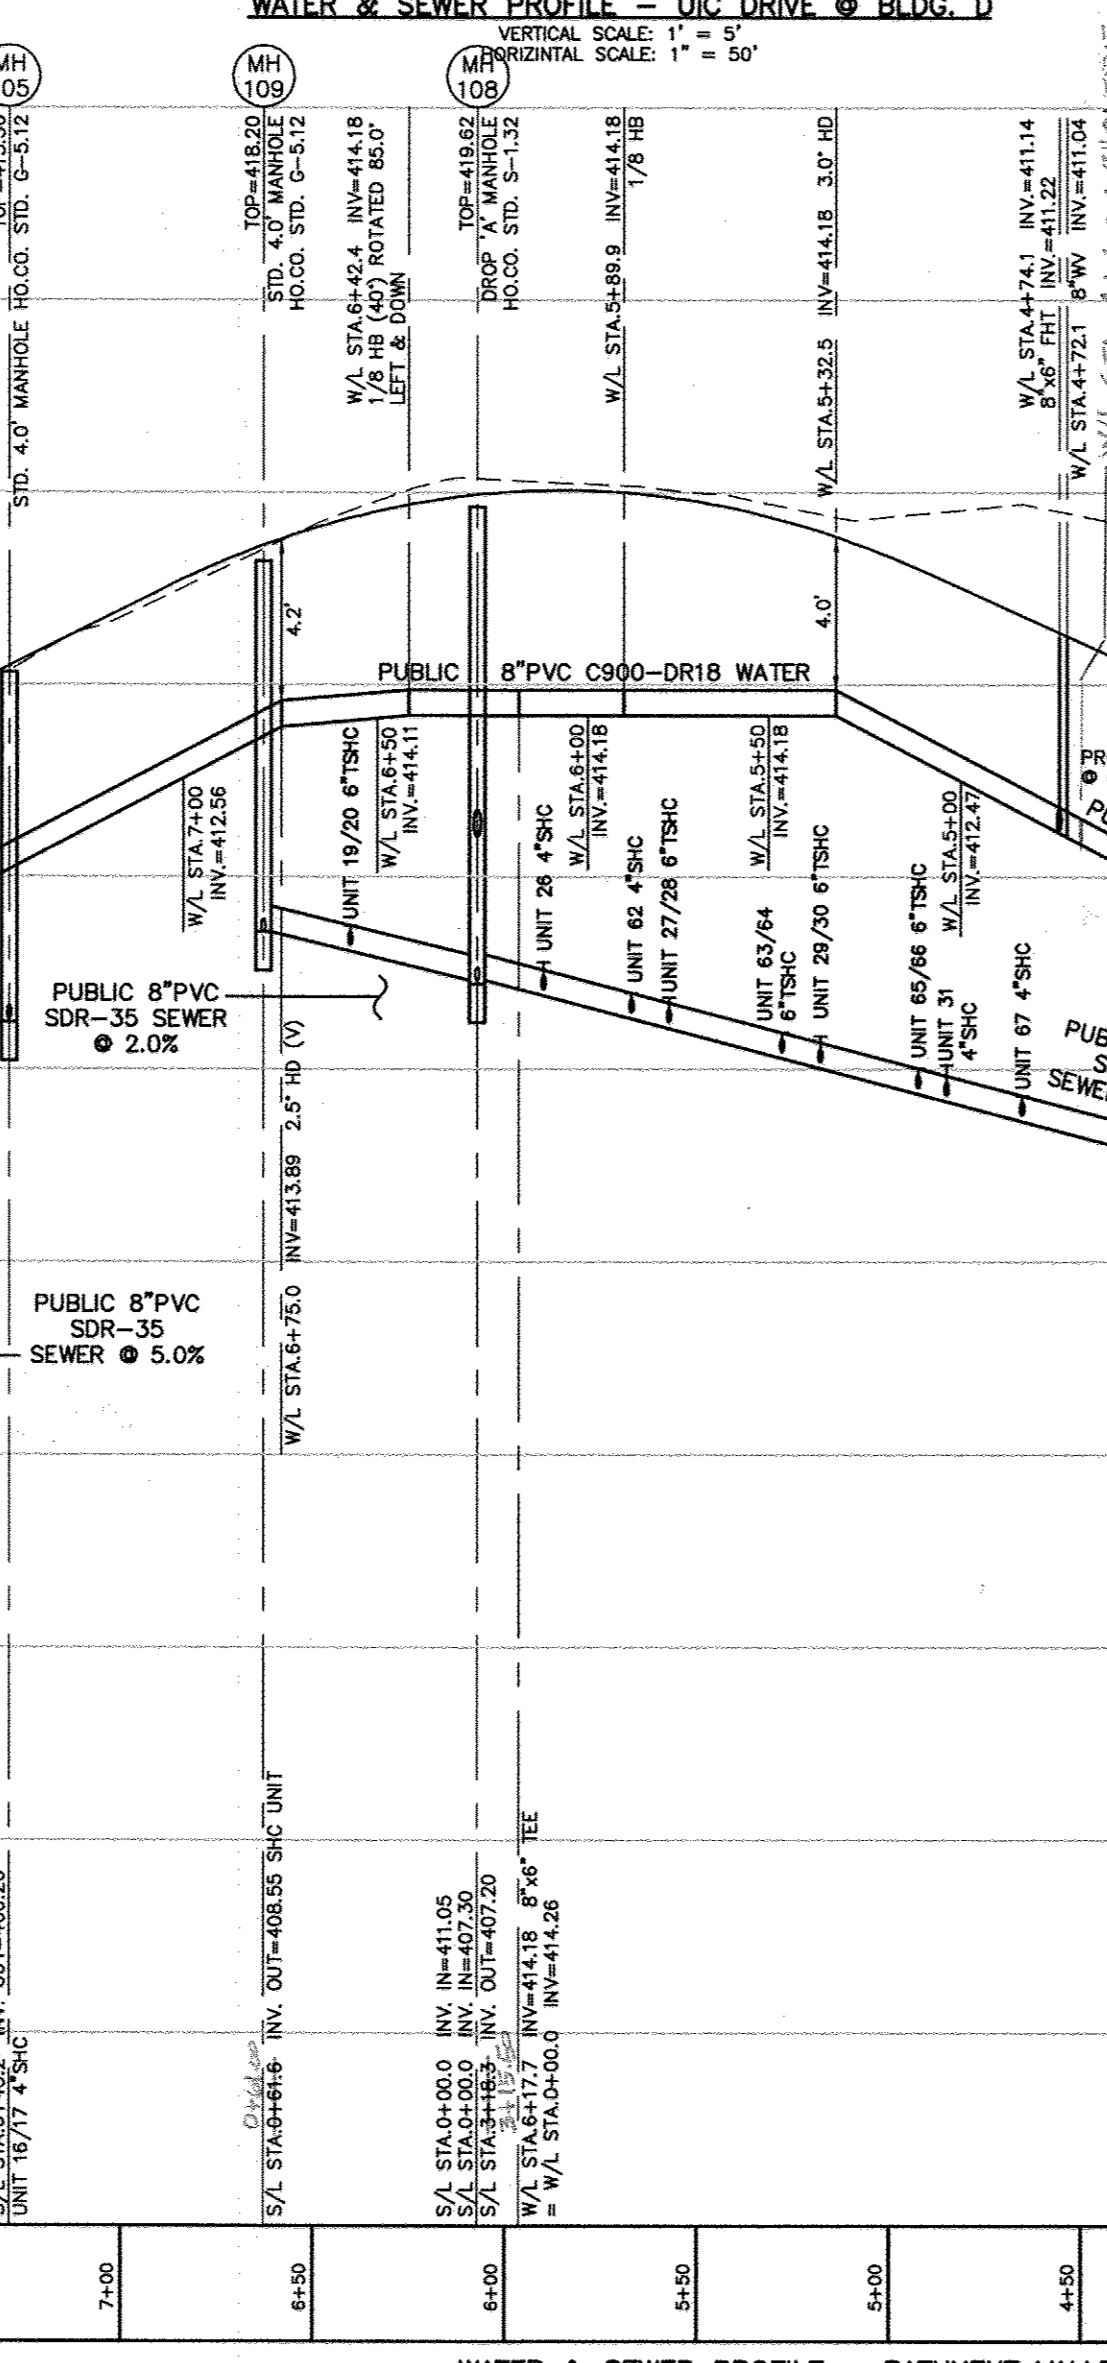 WATER & SEWER PROFILE – UIC DRIVE @ BLDG. D
VERTICAL SCALE: 1' = 5'
HORIZINTAL SCALE: 1" = 50'
MH
109
MH
108
STD. 4.0' MANHOLE HO.CO. STD. G-5.12
TOP=418.20
STD. 4.0' MANHOLE
HO.CO. STD. G-5.12
W/L STA.6+42.4 INV=414.18
1/8 HB (40°) ROTATED 85.0°
LEFT & DOWN
TOP=419.62
DROP 'A' MANHOLE
HO.CO. STD. S-1.32
W/L STA.5+89.9 INV=414.18
1/8 HB
W/L STA.5+32.5 INV=414.18 3.0° HD
W/L STA.4+74.1 INV.=411.14
8"x6" FHT INV.=411.22
W/L STA.4+72.1 8"WV INV.=411.04
4.2'
4.0'
PUBLIC 8"PVC C900-DR18 WATER
W/L STA.7+00
INV.=412.56
UNIT 19/20 6"TSHC
W/L STA.6+50
INV.=414.11
UNIT 26 4"SHC
W/L STA.6+00
INV.=414.18
UNIT 62 4"SHC
UNIT 27/28 6"TSHC
W/L STA.5+50
INV.=414.18
UNIT 63/64
6"TSHC
UNIT 29/30 6"TSHC
UNIT 65/66 6"TSHC
W/L STA.5+00
INV.=412.47
UNIT 31
4"SHC
UNIT 67 4"SHC
PUBLIC 8"PVC
SDR-35 SEWER
@ 2.0%
W/L STA.6+75.0 INV=413.89 2.5° HD (V)
PUBLIC 8"PVC
SDR-35
SEWER @ 5.0%
UNIT 16/17 4"SHC
S/L STA.0+61.6 INV. OUT=408.55 SHC UNIT
S/L STA.0+00.0 INV. IN=411.05
S/L STA.0+00.0 INV. IN=407.30
S/L STA.3+18.3 INV. OUT=407.20
W/L STA.6+17.7 INV=414.18 8"x6" TEE
= W/L STA.0+00.0 INV=414.26
7+00
6+50
6+00
5+50
5+00
4+50